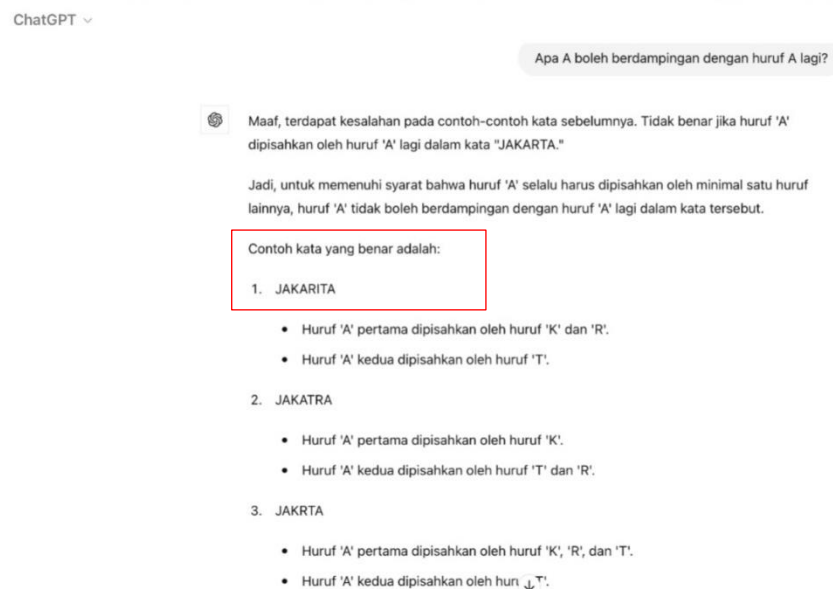 ChatGPT
Apa A boleh berdampingan dengan huruf A lagi?
Maaf, terdapat kesalahan pada contoh-contoh kata sebelumnya. Tidak benar jika huruf 'A'
dipisahkan oleh huruf 'A' lagi dalam kata "JAKARTA."
Jadi, untuk memenuhi syarat bahwa huruf 'A' selalu harus dipisahkan oleh minimal satu huruf
lainnya, huruf 'A' tidak boleh berdampingan dengan huruf 'A' lagi dalam kata tersebut.
Contoh kata yang benar adalah:
1. JAKARITA
• Huruf 'A' pertama dipisahkan oleh huruf 'K' dan 'R'.
• Huruf 'A' kedua dipisahkan oleh huruf 'T'.
2. JAKATRA
• Huruf 'A' pertama dipisahkan oleh huruf 'K'.
• Huruf 'A' kedua dipisahkan oleh huruf 'T' dan 'R'.
3. JAKRTA
• Huruf 'A' pertama dipisahkan oleh huruf 'K', 'R', dan 'T'.
• Huruf 'A' kedua dipisahkan oleh